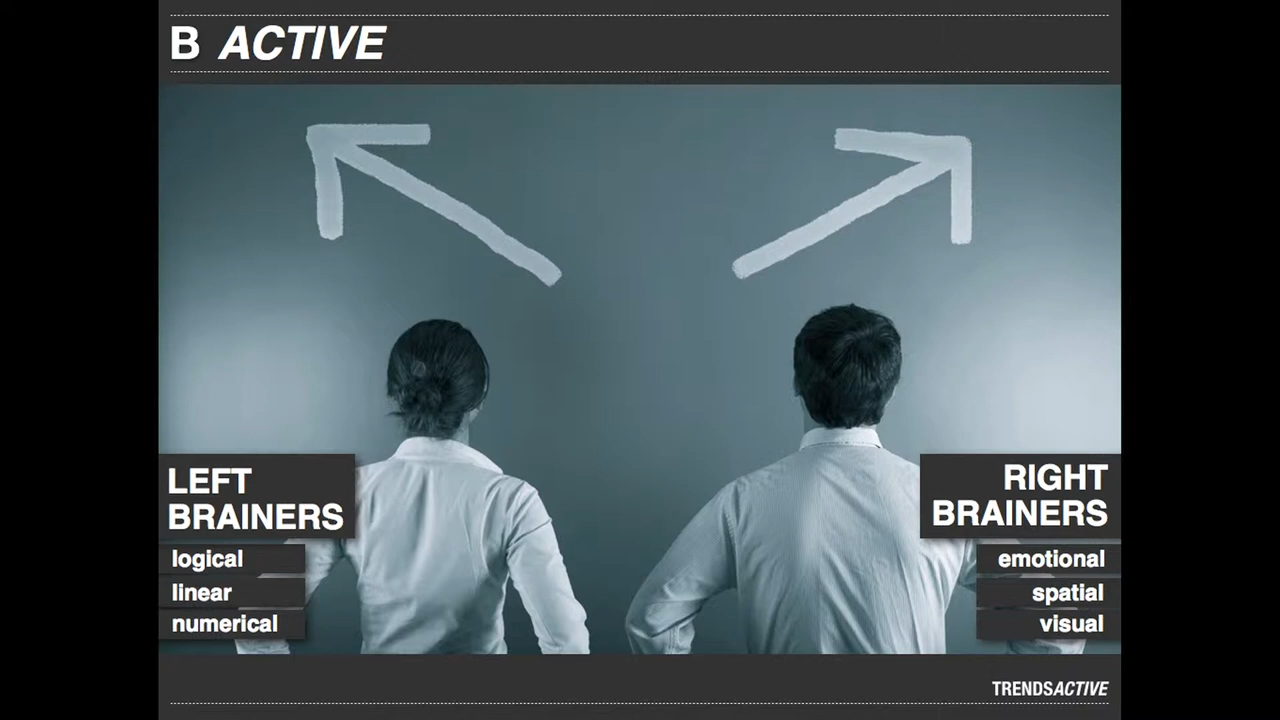 B ACTIVE
LEFT
BRAINERS
logical
linear
numerical
RIGHT
BRAINERS
emotional
spatial
visual
TRENDSACTIVE